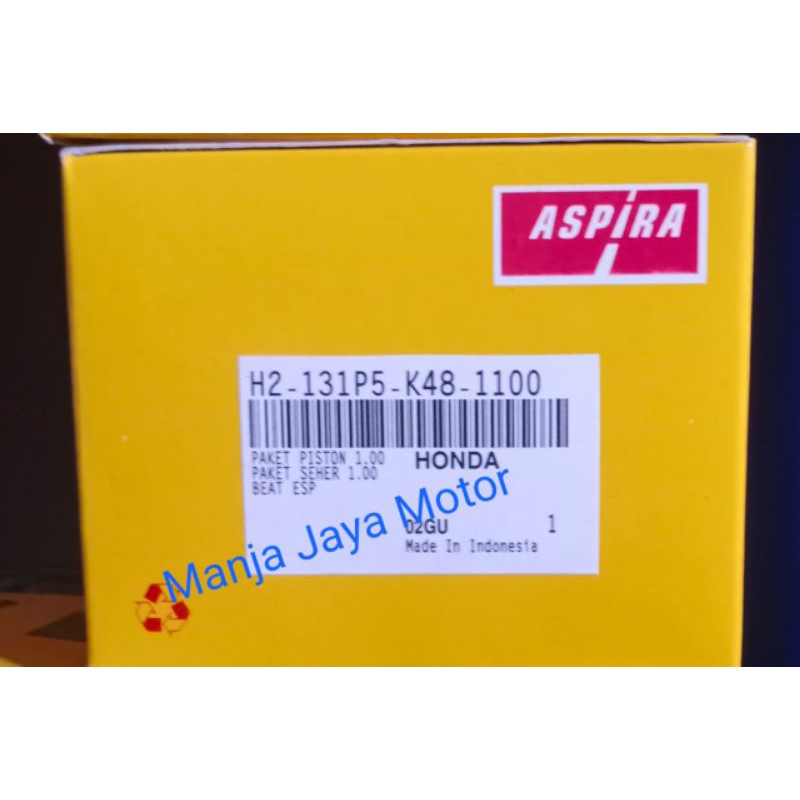 ASPIRA
H2-131P5-K48-1100
PAKET PISTON 1.00 HONDA
PAKET SEHER 1.00
BEAT ESP
02GU 1
Made In Indonesia
Manja Jaya Motor